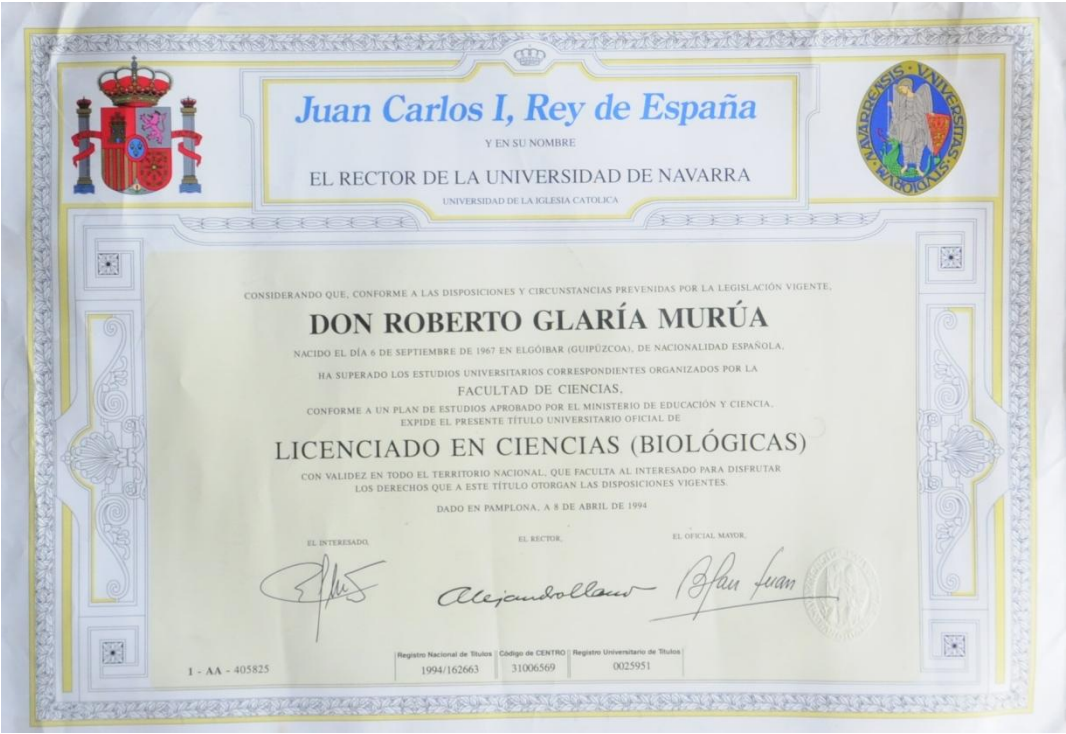 Juan Carlos I, Rey de España
Y EN SU NOMBRE
EL RECTOR DE LA UNIVERSIDAD DE NAVARRA
UNIVERSIDAD DE LA IGLESIA CATOLICA
VNIVERSITAS STVDIORVM NAVARRENSIS
CONSIDERANDO QUE, CONFORME A LAS DISPOSICIONES Y CIRCUNSTANCIAS PREVENIDAS POR LA LEGISLACIÓN VIGENTE,
DON ROBERTO GLARÍA MURÚA
NACIDO EL DÍA 6 DE SEPTIEMBRE DE 1967 EN ELGÓIBAR (GUIPÚZCOA), DE NACIONALIDAD ESPAÑOLA,
HA SUPERADO LOS ESTUDIOS UNIVERSITARIOS CORRESPONDIENTES ORGANIZADOS POR LA
FACULTAD DE CIENCIAS,
CONFORME A UN PLAN DE ESTUDIOS APROBADO POR EL MINISTERIO DE EDUCACIÓN Y CIENCIA,
EXPIDE EL PRESENTE TÍTULO UNIVERSITARIO OFICIAL DE
LICENCIADO EN CIENCIAS (BIOLÓGICAS)
CON VALIDEZ EN TODO EL TERRITORIO NACIONAL, QUE FACULTA AL INTERESADO PARA DISFRUTAR
LOS DERECHOS QUE A ESTE TÍTULO OTORGAN LAS DISPOSICIONES VIGENTES.
DADO EN PAMPLONA, A 8 DE ABRIL DE 1994
EL INTERESADO, EL RECTOR, EL OFICIAL MAYOR,
Alejandro Llano
Registro Nacional de Títulos Código de CENTRO Registro Universitario de Títulos
1 - AA - 405825 1994/162663 31006569 0025951